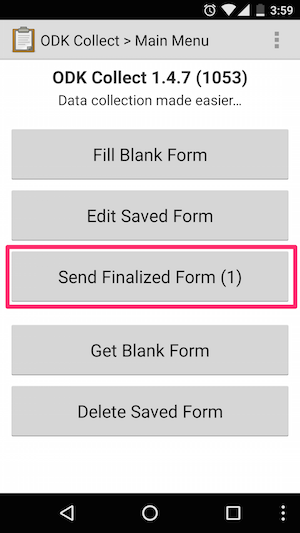 3:59
ODK Collect > Main Menu
ODK Collect 1.4.7 (1053)
Data collection made easier...
Fill Blank Form
Edit Saved Form
Send Finalized Form (1)
Get Blank Form
Delete Saved Form